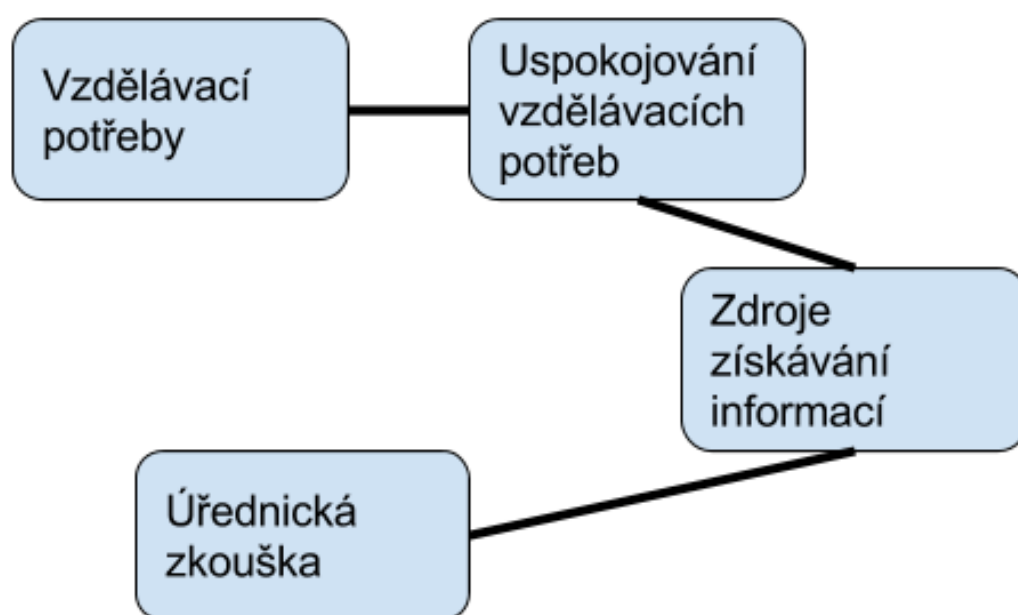 Vzdělávací
potřeby
Uspokojování
vzdělávacích
potřeb
Zdroje
získávání
informací
Úřednická
zkouška